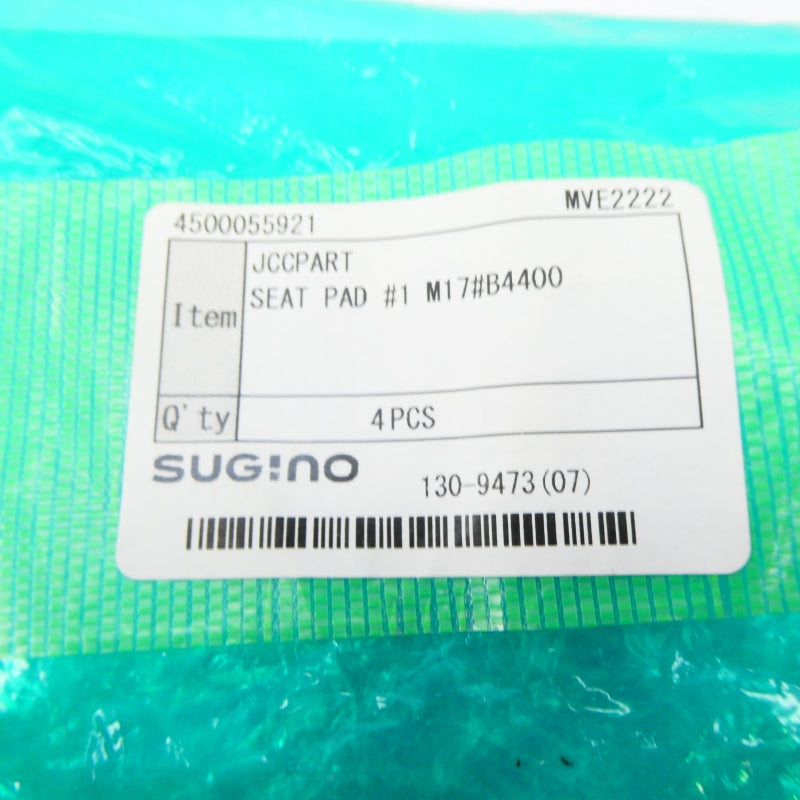 4500055921 MVE2222
Item JCCPART
SEAT PAD #1 M17#B4400
Q'ty 4PCS
SUGINO 130-9473(07)